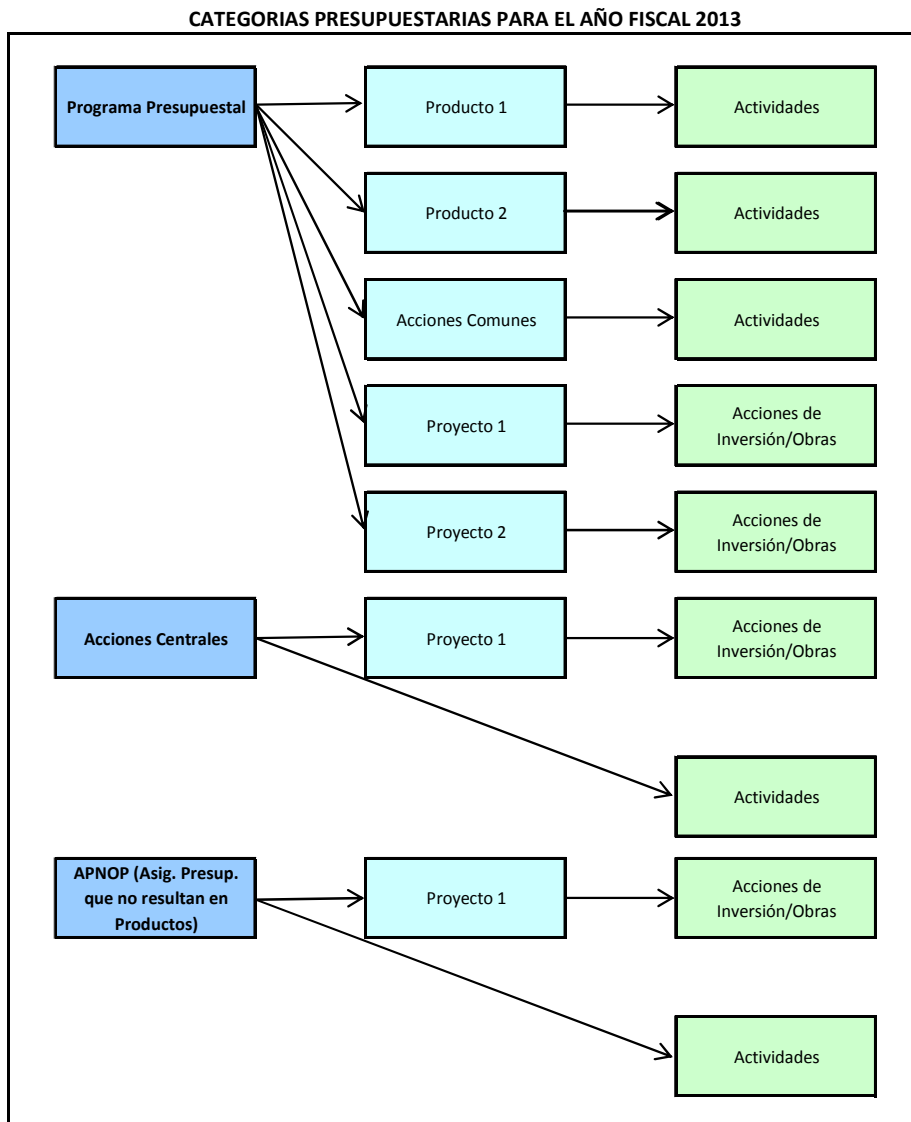 CATEGORIAS PRESUPUESTARIAS PARA EL AÑO FISCAL 2013
Programa Presupuestal
Producto 1
Actividades
Producto 2
Actividades
Acciones Comunes
Actividades
Proyecto 1
Acciones de
Inversión/Obras
Proyecto 2
Acciones de
Inversión/Obras
Acciones Centrales
Proyecto 1
Acciones de
Inversión/Obras
Actividades
APNOP (Asig. Presup.
que no resultan en
Productos)
Proyecto 1
Acciones de
Inversión/Obras
Actividades